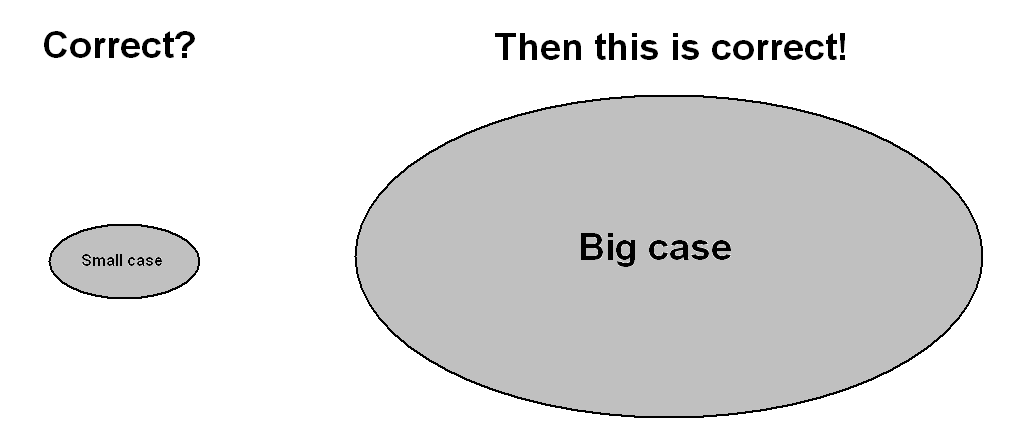 Correct?
Then this is correct!
Small case
Big case